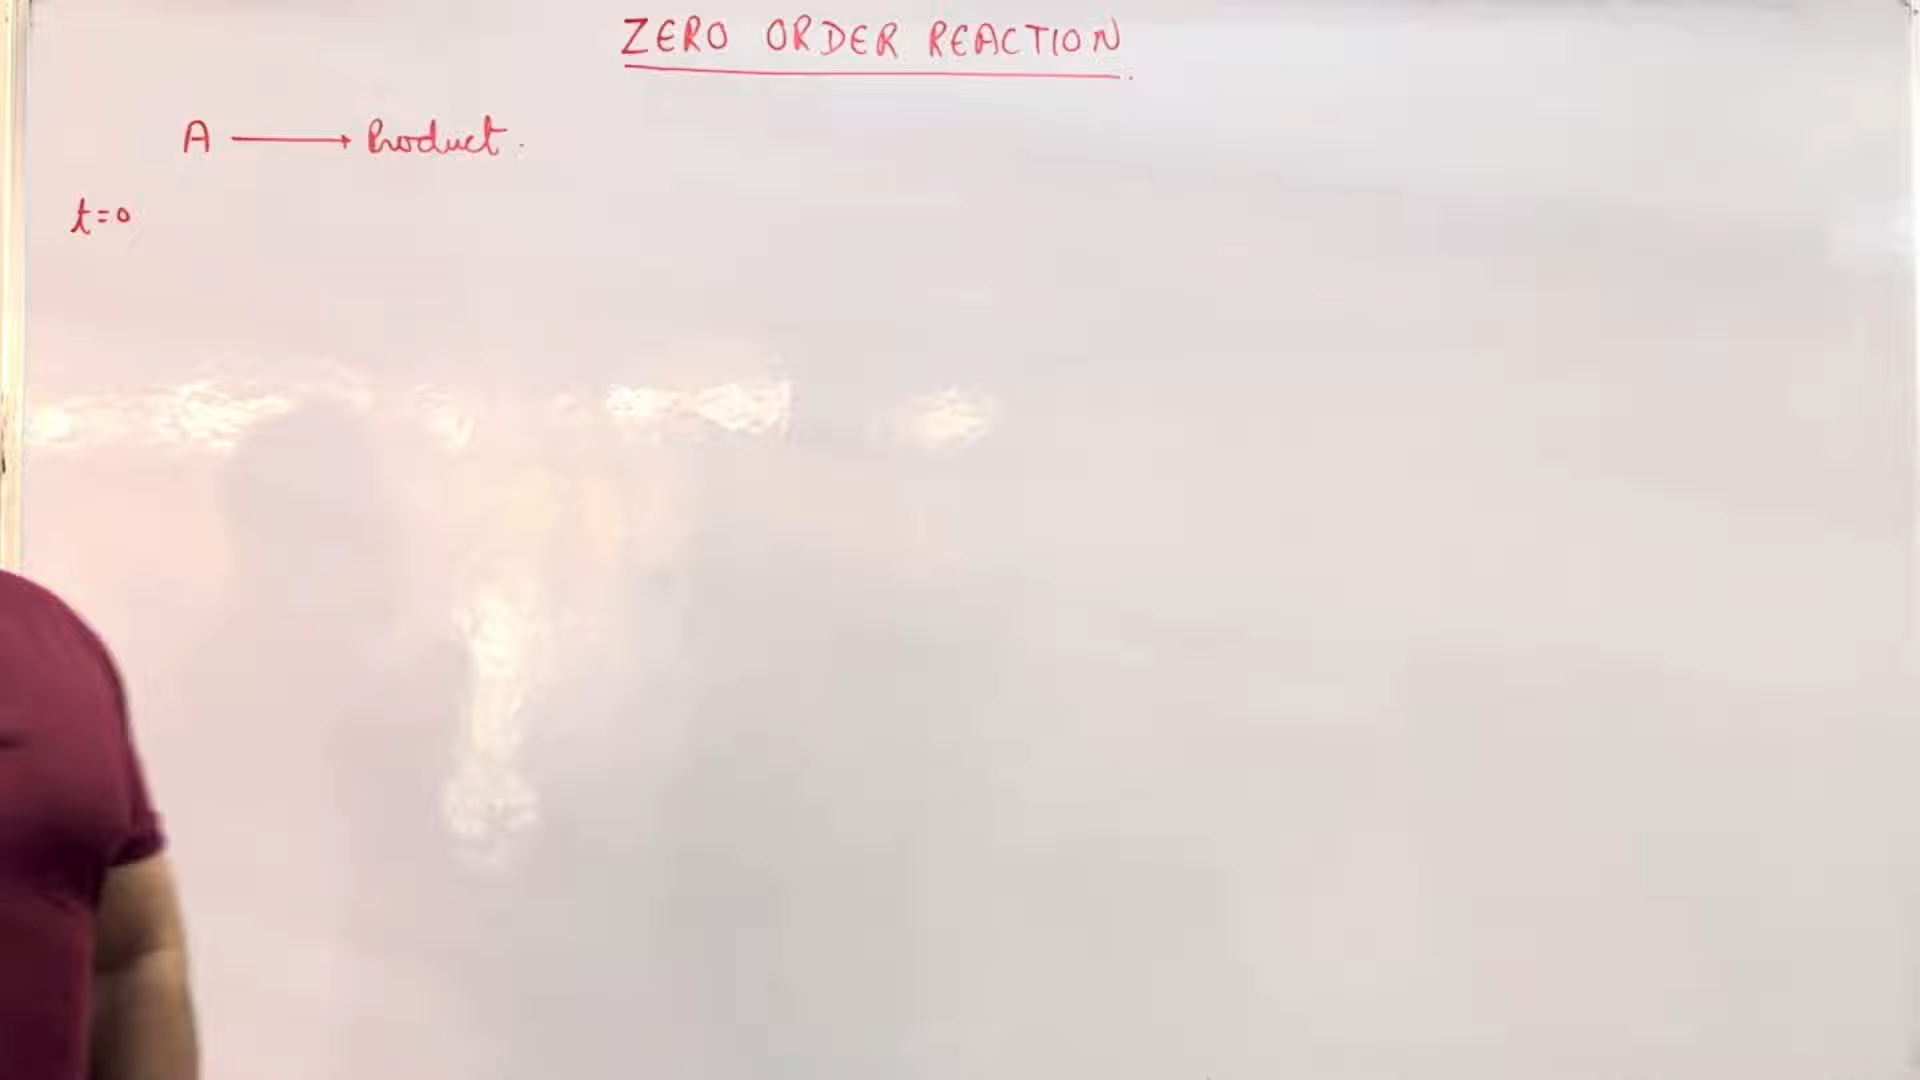 ZERO ORDER REACTION
A ⟶ Product.
t=0